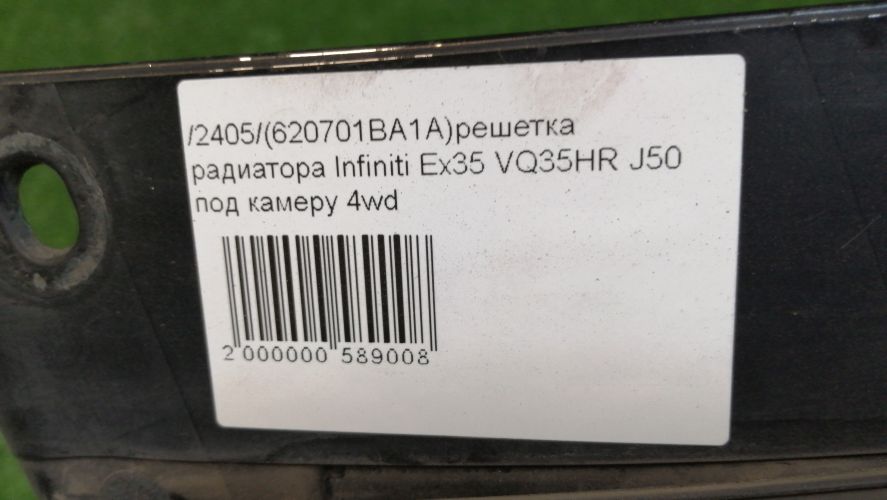 /2405/(620701BA1A)решетка
радиатора Infiniti Ex35 VQ35HR J50
под камеру 4wd
2 000000 589008